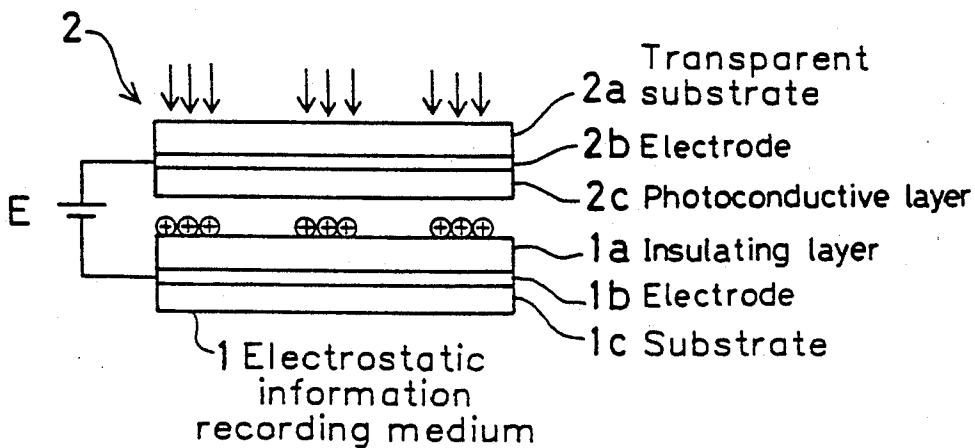 2
Transparent
2a substrate
2b Electrode
2c Photoconductive layer
E
+ + + + + + + + +
1a Insulating layer
1b Electrode
1c Substrate
1 Electrostatic
information
recording medium